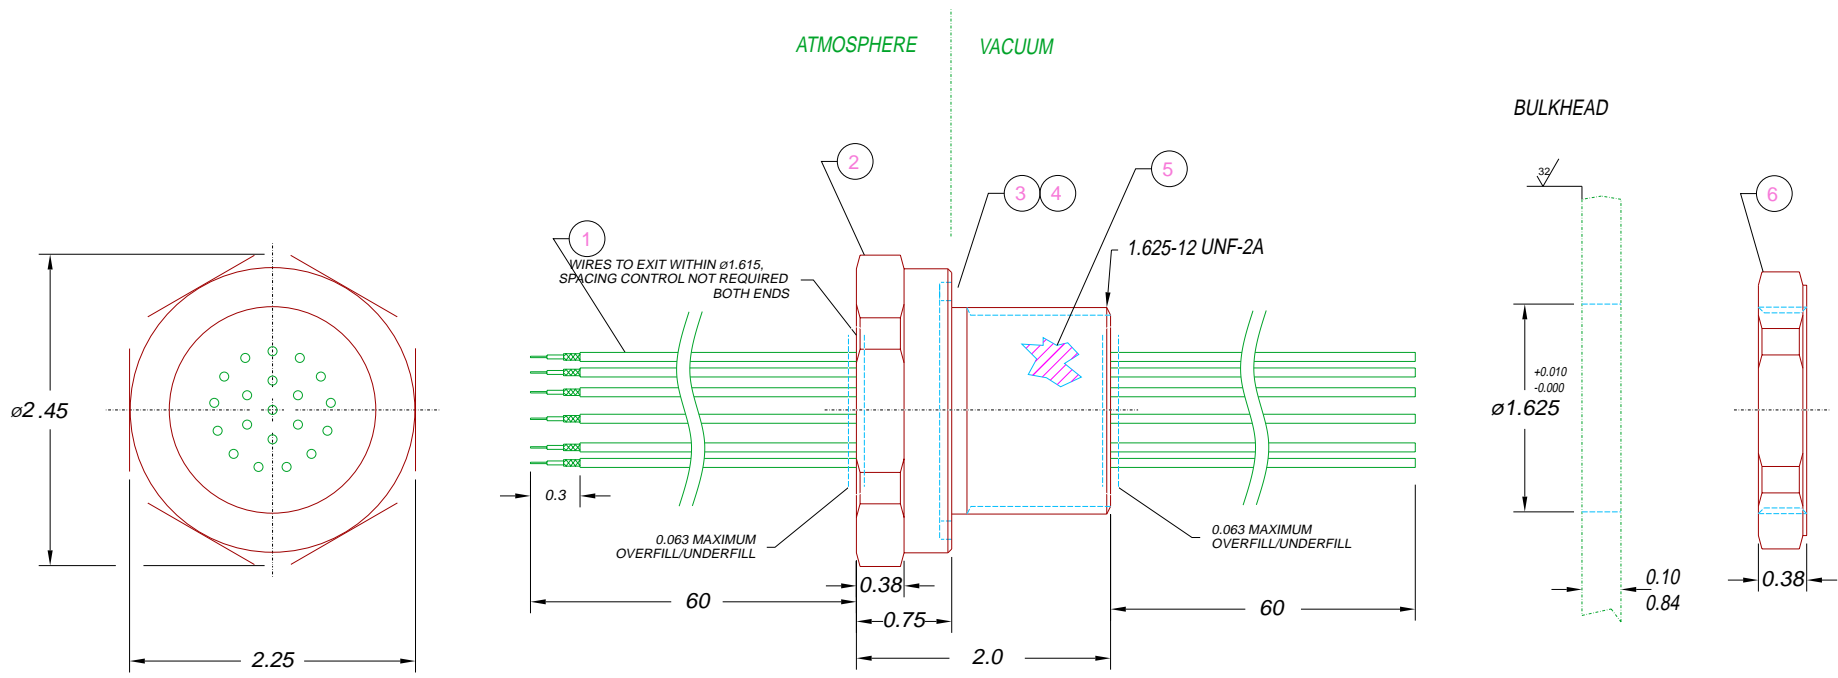 ATMOSPHERE
VACUUM
BULKHEAD
2
5
32
3
4
6
1
1.625-12 UNF-2A
WIRES TO EXIT WITHIN ø1.615,
SPACING CONTROL NOT REQUIRED
BOTH ENDS
+0.010
-0.000
ø2.45
ø1.625
0.3
0.063 MAXIMUM
OVERFILL/UNDERFILL
0.063 MAXIMUM
OVERFILL/UNDERFILL
0.38
0.10
0.84
0.38
60
0.75
60
2.25
2.0